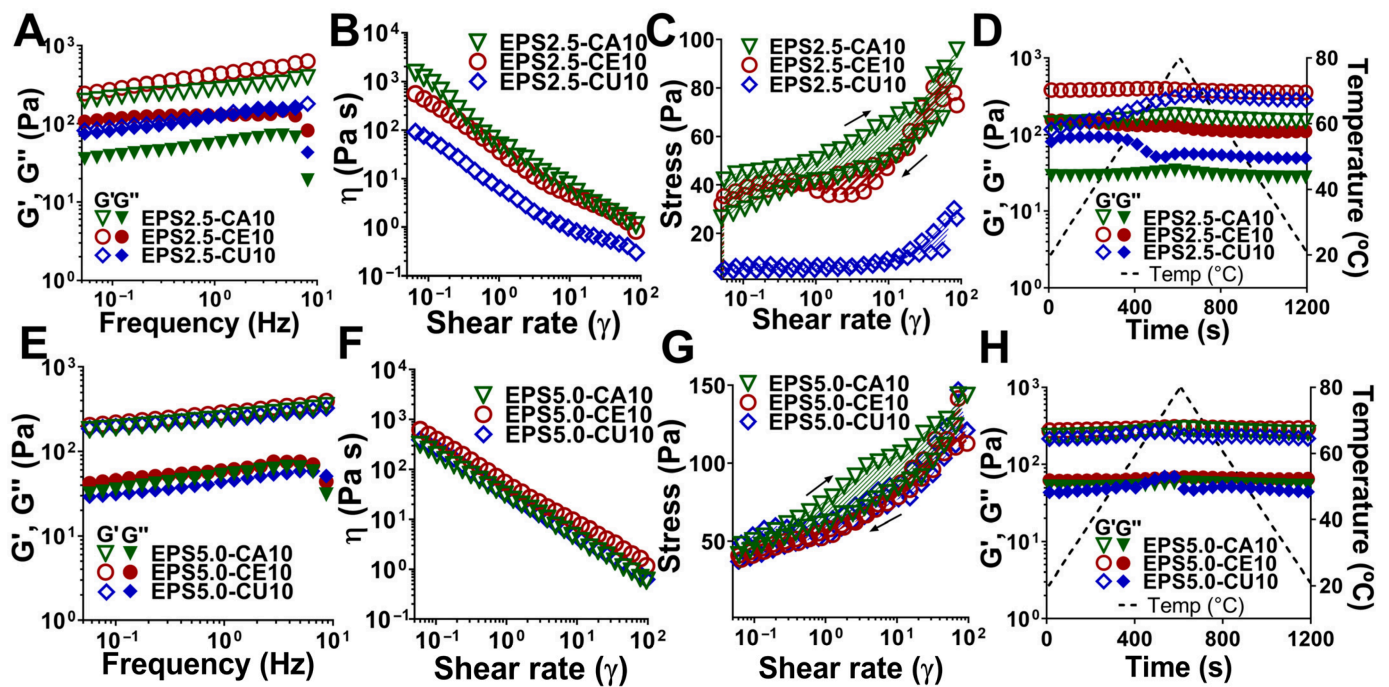 A
G', G'' (Pa)
10³
10²
10¹
10⁰
G'G''
EPS2.5-CA10
EPS2.5-CE10
EPS2.5-CU10
10⁻¹ 10⁰ 10¹
Frequency (Hz)
B
η (Pa s)
10⁴
10³
10²
10¹
10⁰
10⁻¹
EPS2.5-CA10
EPS2.5-CE10
EPS2.5-CU10
10⁻¹ 10⁰ 10¹ 10²
Shear rate (γ)
C
Stress (Pa)
100
80
60
40
20
EPS2.5-CA10
EPS2.5-CE10
EPS2.5-CU10
10⁻¹ 10⁰ 10¹ 10²
Shear rate (γ)
D
G', G'' (Pa)
10³
10²
10¹
10⁰
G'G''
EPS2.5-CA10
EPS2.5-CE10
EPS2.5-CU10
Temp (°C)
80
60
40
20
Temperature (ºC)
0 400 800 1200
Time (s)
E
G', G'' (Pa)
10³
10²
10¹
10⁰
G' G''
EPS5.0-CA10
EPS5.0-CE10
EPS5.0-CU10
10⁻¹ 10⁰ 10¹
Frequency (Hz)
F
η (Pa s)
10⁴
10³
10²
10¹
10⁰
10⁻¹
EPS5.0-CA10
EPS5.0-CE10
EPS5.0-CU10
10⁻¹ 10⁰ 10¹ 10²
Shear rate (γ)
G
Stress (Pa)
150
100
50
EPS5.0-CA10
EPS5.0-CE10
EPS5.0-CU10
10⁻¹ 10⁰ 10¹ 10²
Shear rate (γ)
H
G', G'' (Pa)
10³
10²
10¹
10⁰
G'G''
EPS5.0-CA10
EPS5.0-CE10
EPS5.0-CU10
Temp (°C)
80
60
40
20
Temperature (ºC)
0 400 800 1200
Time (s)